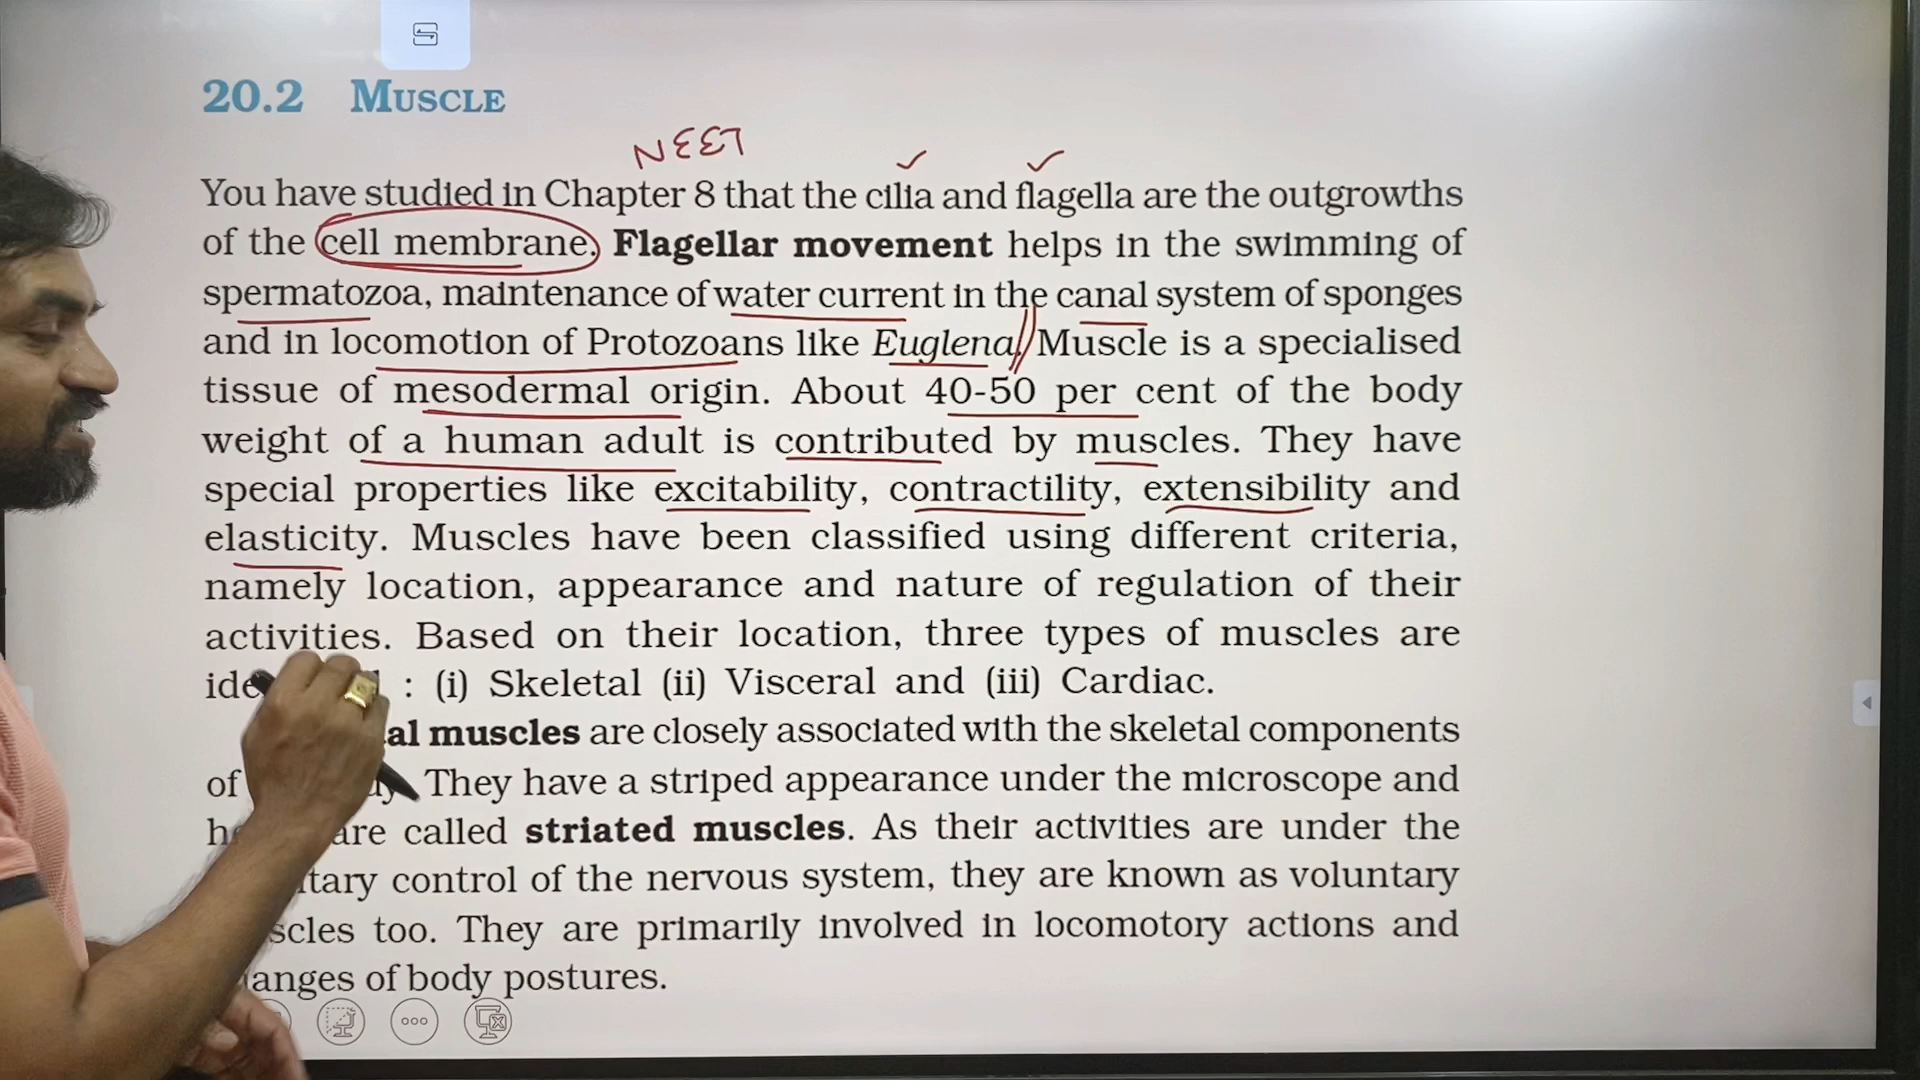 20.2 MUSCLE
NEET
You have studied in Chapter 8 that the cilia and flagella are the outgrowths
of the cell membrane. Flagellar movement helps in the swimming of
spermatozoa, maintenance of water current in the canal system of sponges
and in locomotion of Protozoans like Euglena. Muscle is a specialised
tissue of mesodermal origin. About 40-50 per cent of the body
weight of a human adult is contributed by muscles. They have
special properties like excitability, contractility, extensibility and
elasticity. Muscles have been classified using different criteria,
namely location, appearance and nature of regulation of their
activities. Based on their location, three types of muscles are
: (i) Skeletal (ii) Visceral and (iii) Cardiac.
muscles are closely associated with the skeletal components
of They have a striped appearance under the microscope and
are called striated muscles. As their activities are under the
control of the nervous system, they are known as voluntary
too. They are primarily involved in locomotory actions and
of body postures.